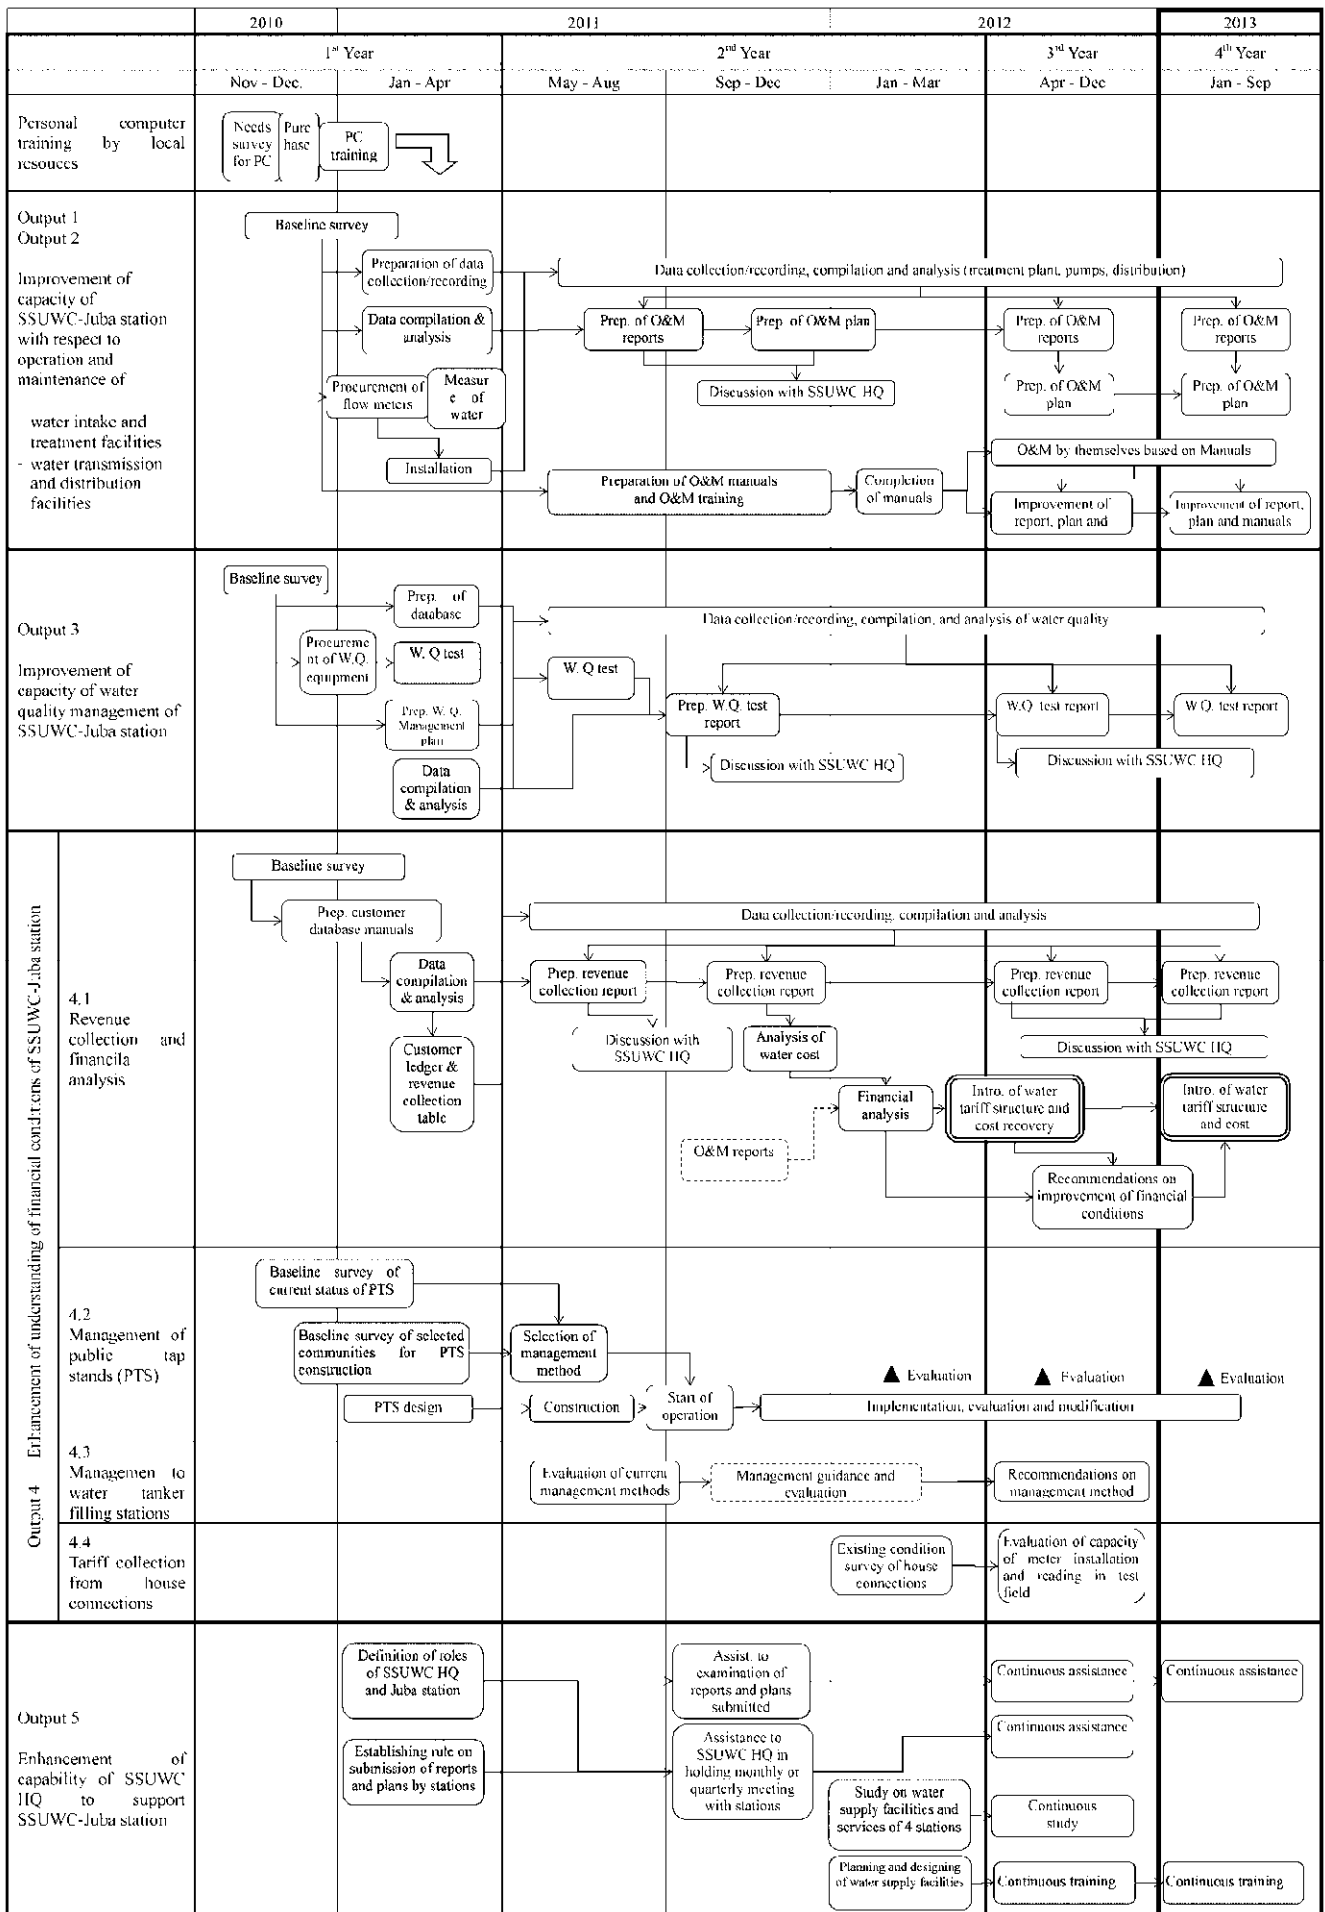 2010
2011
2012
2013
1st Year
2nd Year
3rd Year
4th Year
Nov - Dec.
Jan - Apr
May - Aug
Sep - Dec
Jan - Mar
Apr - Dec
Jan - Sep
Personal computer
training by local
resouces
Needs
survey
for PC
Purc
hase
PC
training
Output 1
Output 2
Improvement of
capacity of
SSUWC-Juba station
with respect to
operation and
maintenance of
water intake and
treatment facilities
- water transmission
and distribution
facilities
Baseline survey
Preparation of data
collection/recording
Data collection/recording, compilation and analysis (treatment plant, pumps, distribution)
Data compilation &
analysis
Prep. of O&M
reports
Prep. of O&M plan
Prep. of O&M
reports
Prep. of O&M
reports
Procurement of
flow meters
Measur
e of
water
Discussion with SSUWC HQ
Prep. of O&M
plan
Prep. of O&M
plan
Installation
O&M by themselves based on Manuals
Preparation of O&M manuals
and O&M training
Completion
of manuals
Improvement of
report, plan and
Improvement of report,
plan and manuals
Output 3
Improvement of
capacity of water
quality management of
SSUWC-Juba station
Baseline survey
Prep. of
database
Data collection/recording, compilation, and analysis of water quality
Procureme
nt of W.Q.
equipment
W. Q test
W. Q test
Prep. W. Q.
Management
plan
Prep. W.Q. test
report
W.Q. test report
W.Q. test report
Discussion with SSUWC HQ
Discussion with SSUWC HQ
Data
compilation
& analysis
Output 4 Enhancement of understanding of financial conditions of SSUWC-Juba station
4.1
Revenue
collection and
financila
analysis
Baseline survey
Prep. customer
database manuals
Data collection/recording, compilation and analysis
Data
compilation
& analysis
Prep. revenue
collection report
Prep. revenue
collection report
Prep. revenue
collection report
Prep. revenue
collection report
Customer
ledger &
revenue
collection
table
Discussion with
SSUWC HQ
Analysis of
water cost
Discussion with SSUWC HQ
Financial
analysis
Intro. of water
tariff structure and
cost recovery
Intro. of water
tariff structure
and cost
O&M reports
Recommendations on
improvement of financial
conditions
4.2
Management of
public tap
stands (PTS)
Baseline survey of
current status of PTS
Baseline survey of selected
communities for PTS
construction
Selection of
management
method
▲ Evaluation
▲ Evaluation
▲ Evaluation
PTS design
Construction
Start of
operation
Implementation, evaluation and modification
4.3
Managemen to
water tanker
filling stations
Evaluation of current
management methods
Management guidance and
evaluation
Recommendations on
management method
4.4
Tariff collection
from house
connections
Existing condition
survey of house
connections
Evaluation of capacity
of meter installation
and reading in test
field
Output 5
Enhancement of
capability of SSUWC
HQ to support
SSUWC-Juba station
Definition of roles
of SSUWC HQ
and Juba station
Assist. to
examination of
reports and plans
submitted
Continuous assistance
Continuous assistance
Establishing rule on
submission of reports
and plans by stations
Assistance to
SSUWC HQ in
holding monthly or
quarterly meeting
with stations
Continuous assistance
Study on water
supply facilities and
services of 4 stations
Continuous
study
Planning and designing
of water supply facilities
Continuous training
Continuous training